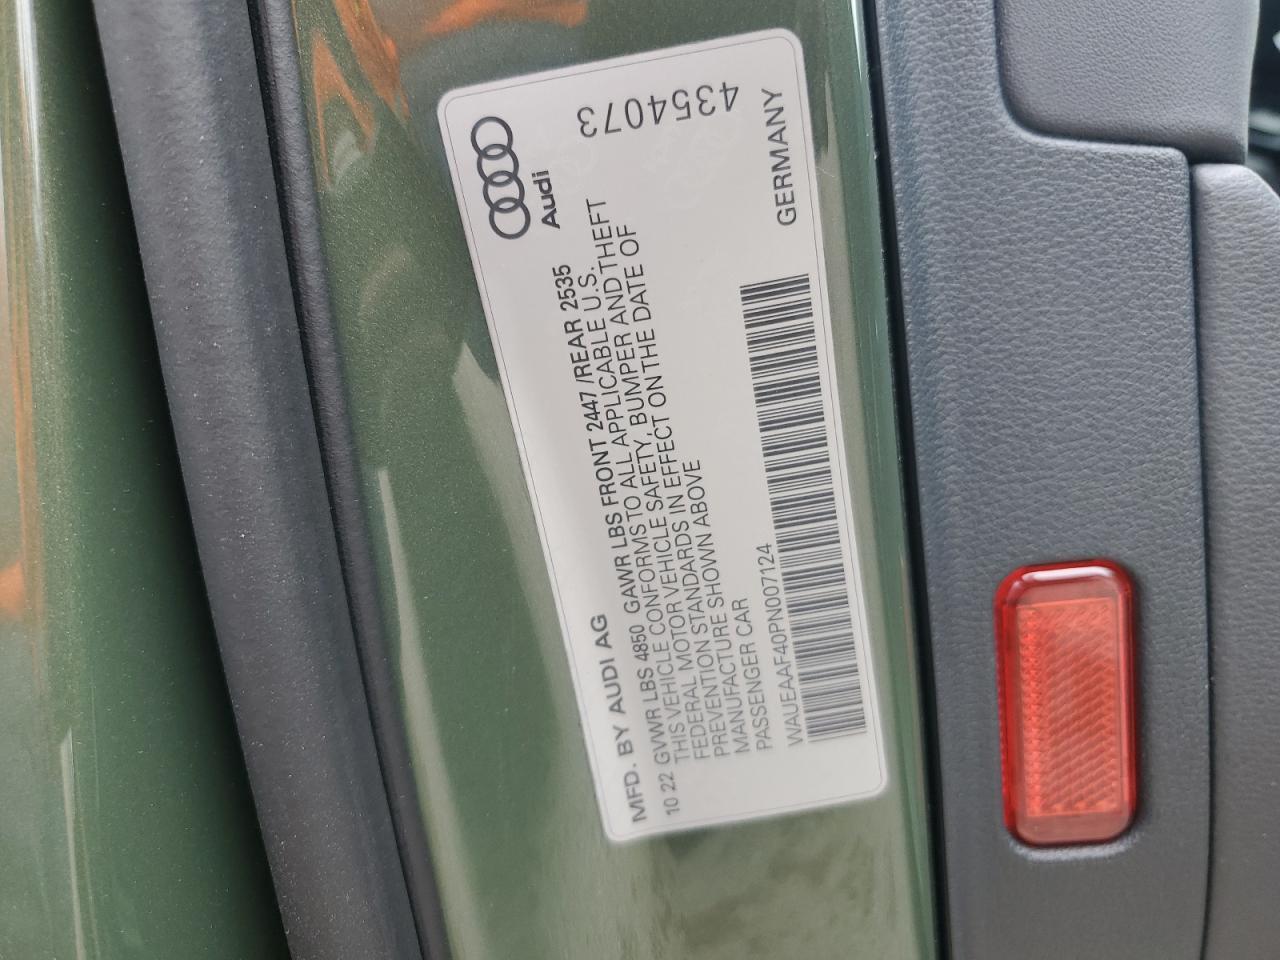 Audi
4354073
MFD. BY AUDI AG
10 22 GVWR LBS 4850 GAWR LBS FRONT 2447 /REAR 2535
THIS VEHICLE CONFORMS TO ALL APPLICABLE U.S.
FEDERAL MOTOR VEHICLE SAFETY, BUMPER AND THEFT
PREVENTION STANDARDS IN EFFECT ON THE DATE OF
MANUFACTURE SHOWN ABOVE
PASSENGER CAR
WAUEAAF40PN007124
GERMANY